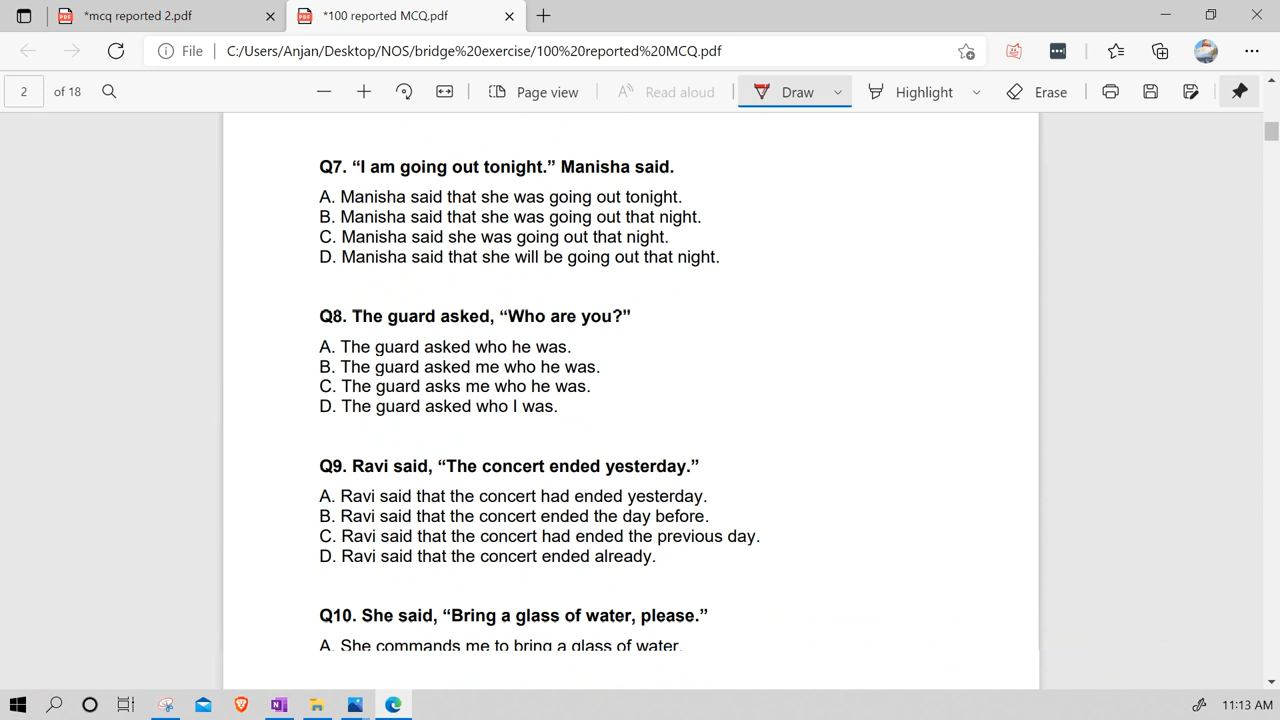 *mcq reported 2.pdf
*100 reported MCQ.pdf
File C:/Users/Anjan/Desktop/NOS/bridge%20exercise/100%20reported%20MCQ.pdf
2 of 18 Page view Read aloud Draw Highlight Erase
Q7. “I am going out tonight.” Manisha said.
A. Manisha said that she was going out tonight.
B. Manisha said that she was going out that night.
C. Manisha said she was going out that night.
D. Manisha said that she will be going out that night.
Q8. The guard asked, “Who are you?”
A. The guard asked who he was.
B. The guard asked me who he was.
C. The guard asks me who he was.
D. The guard asked who I was.
Q9. Ravi said, “The concert ended yesterday.”
A. Ravi said that the concert had ended yesterday.
B. Ravi said that the concert ended the day before.
C. Ravi said that the concert had ended the previous day.
D. Ravi said that the concert ended already.
Q10. She said, “Bring a glass of water, please.”
A. She commands me to bring a glass of water.
11:13 AM